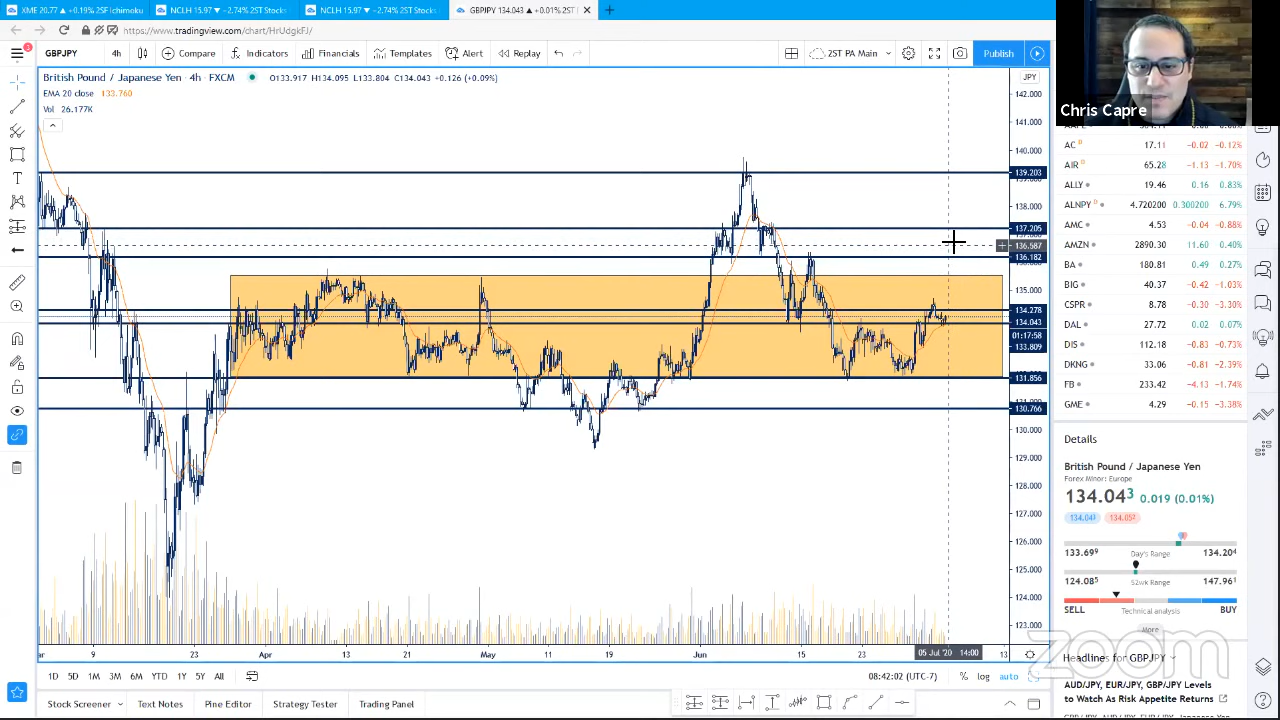 XME 20.77 ▲ +0.19% 2SF Ichimoku
NCLH 15.97 ▼ −2.74% 2ST Stocks
NCLH 15.97 ▼ −2.74% 2ST Stocks
GBPJPY 134.043 ▲ +0.01% 2ST
https://www.tradingview.com/chart/HrUdgkFJ/
GBPJPY
4h
Compare
Indicators
Financials
Templates
Alert
Replay
2ST PA Main
Publish
British Pound / Japanese Yen · 4h · FXCM
O133.917 H134.095 L133.804 C134.043 +0.126 (+0.09%)
EMA 20 close 133.760
Vol 26.177K
JPY
142.000
141.000
140.000
139.203
138.000
137.205
136.587
136.182
135.000
134.278
134.043
01:17:58
133.809
131.856
130.766
130.000
129.000
128.000
127.000
126.000
125.000
124.000
123.000
9
23
Apr
13
21
May
11
19
Jun
15
23
05 Jul '20 14:00
13
1D
5D
1M
3M
6M
YTD
1Y
5Y
All
08:42:02 (UTC-7)
%
log
auto
Stock Screener
Text Notes
Pine Editor
Strategy Tester
Trading Panel
Chris Capre
AC D 17.11 −0.02 −0.12%
AIR D 65.28 −1.13 −1.70%
ALLY 19.46 0.16 0.83%
ALNPY D 4.720200 0.300200 6.79%
AMC 4.53 −0.04 −0.88%
AMZN 2890.30 11.60 0.40%
BA 180.81 0.49 0.27%
BIG 40.37 −0.42 −1.03%
CSPR 8.78 −0.30 −3.30%
DAL 27.72 0.02 0.07%
DIS 112.18 −0.83 −0.73%
DKNG 33.06 −0.81 −2.39%
FB 233.42 −4.13 −1.74%
GME 4.29 −0.15 −3.38%
Details
British Pound / Japanese Yen
Forex Minor: Europe
134.043 0.019 (0.01%)
134.043
134.052
133.699 Day's Range 134.204
124.085 52wk Range 147.961
SELL Technical analysis BUY
More
zoom
Headlines for GBPJPY
AUD/JPY, EUR/JPY, GBP/JPY Levels
to Watch As Risk Appetite Returns